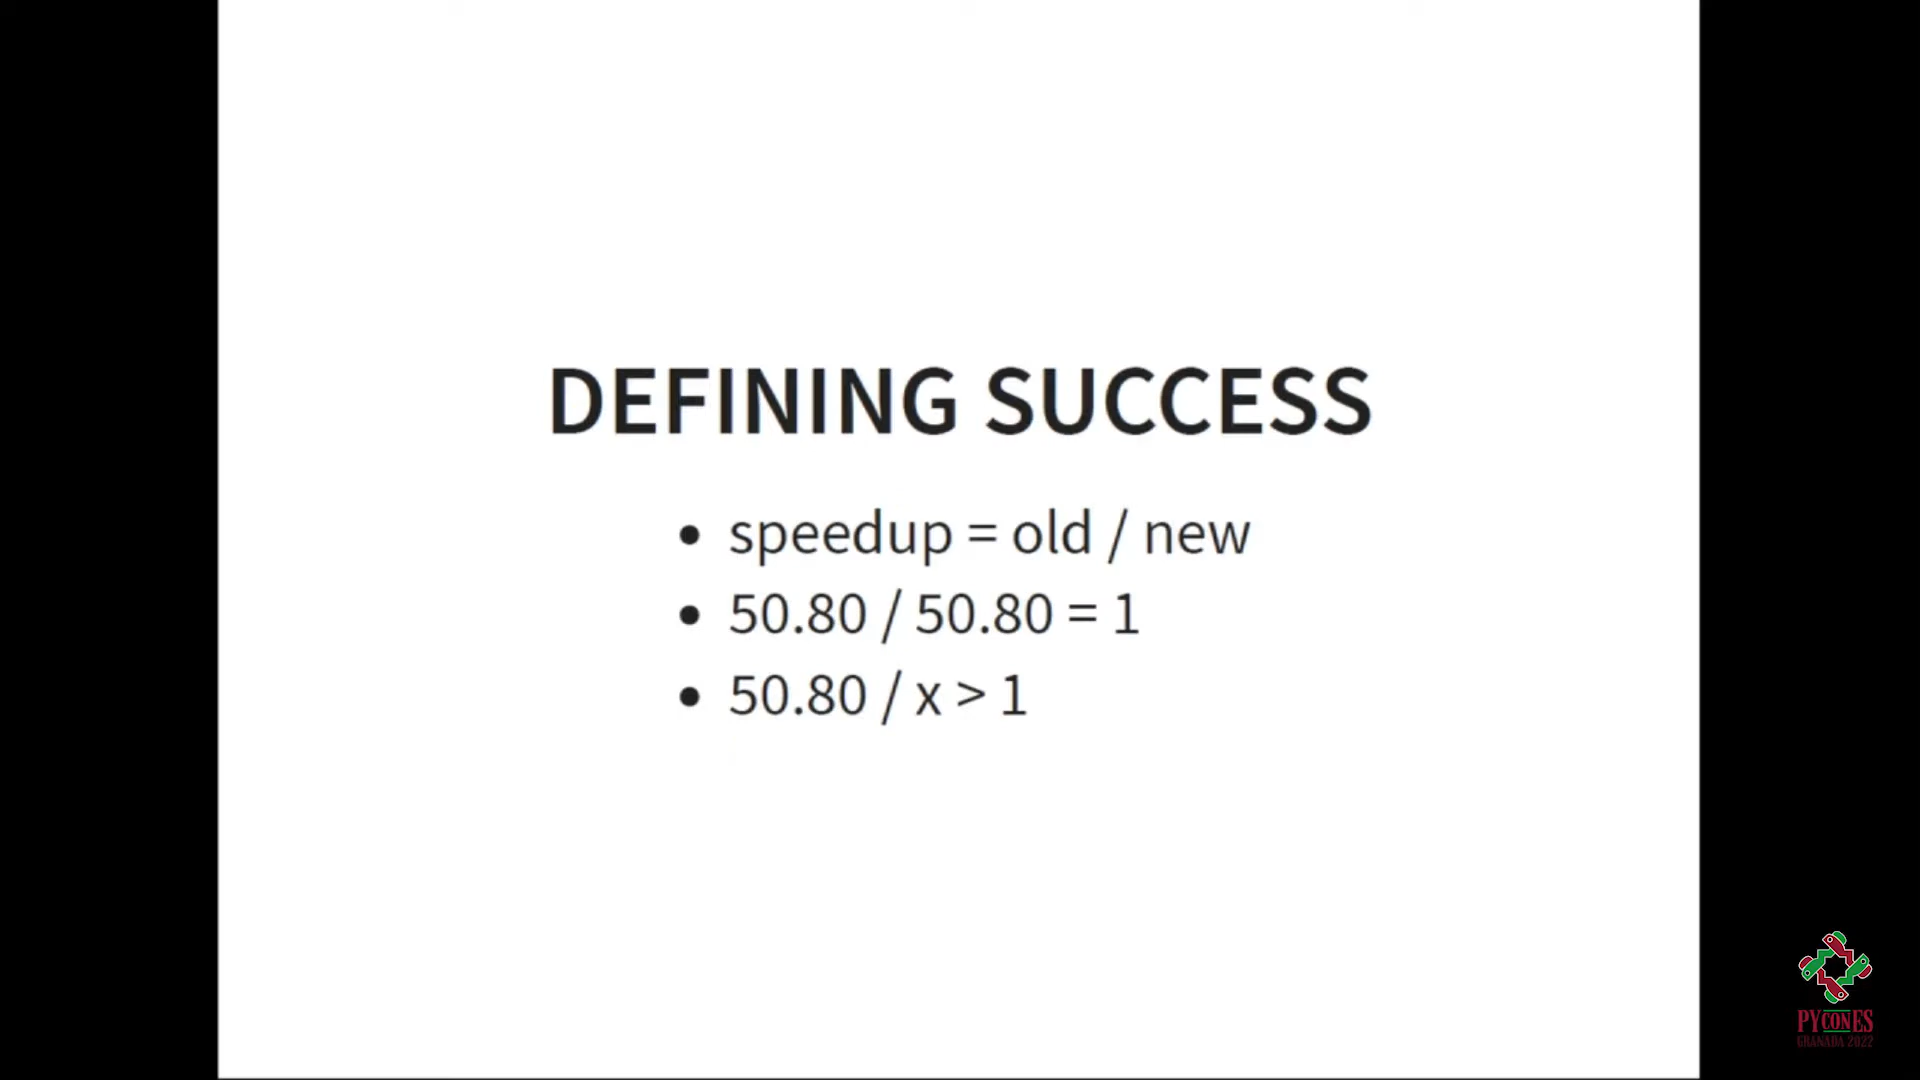 DEFINING SUCCESS
• speedup = old / new
• 50.80 / 50.80 = 1
• 50.80 / x > 1
PYCONES
GRANADA 2022